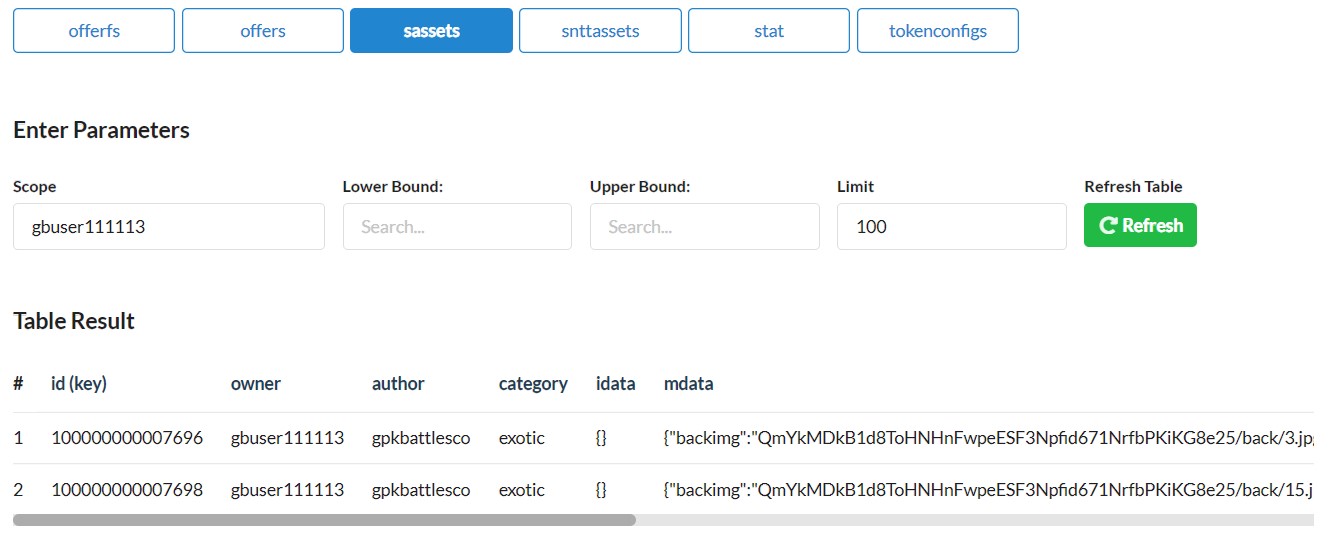 offerfs offers sassets snttassets stat tokenconfigs
Enter Parameters
Scope Lower Bound: Upper Bound: Limit Refresh Table
gbuser111113 Search... Search... 100 Refresh
Table Result
# id (key) owner author category idata mdata
1 100000000007696 gbuser111113 gpkbattlesco exotic {} {"backimg":"QmYkMDkB1d8ToHNHnFwpeESF3Npfid671NrfbPKiKG8e25/back/3.jpg
2 100000000007698 gbuser111113 gpkbattlesco exotic {} {"backimg":"QmYkMDkB1d8ToHNHnFwpeESF3Npfid671NrfbPKiKG8e25/back/15.j